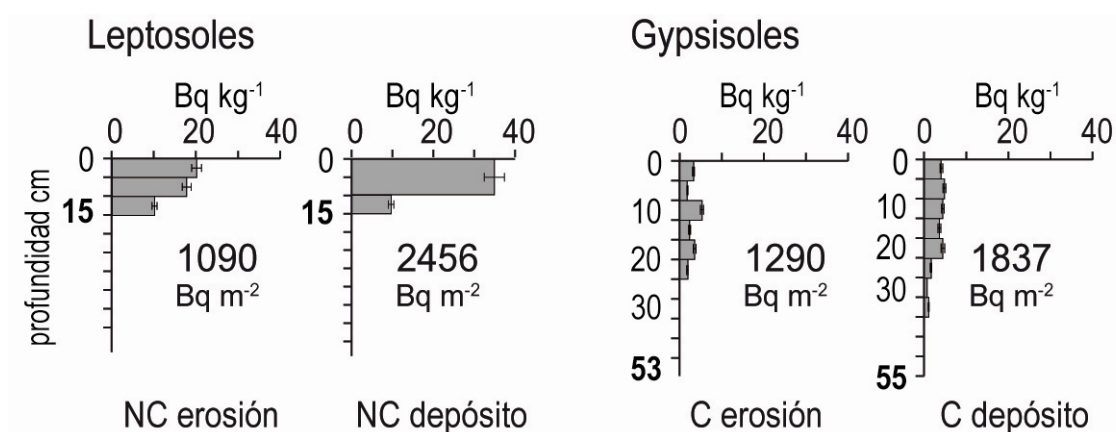 Leptosoles
Gypsisoles
Bq kg⁻¹
Bq kg⁻¹
Bq kg⁻¹
Bq kg⁻¹
0 20 40
0 20 40
0 20 40
0 20 40
profundidad cm
0
15
1090
Bq m⁻²
NC erosión
0
15
2456
Bq m⁻²
NC depósito
0
10
20
30
53
1290
Bq m⁻²
C erosión
0
10
20
30
55
1837
Bq m⁻²
C depósito